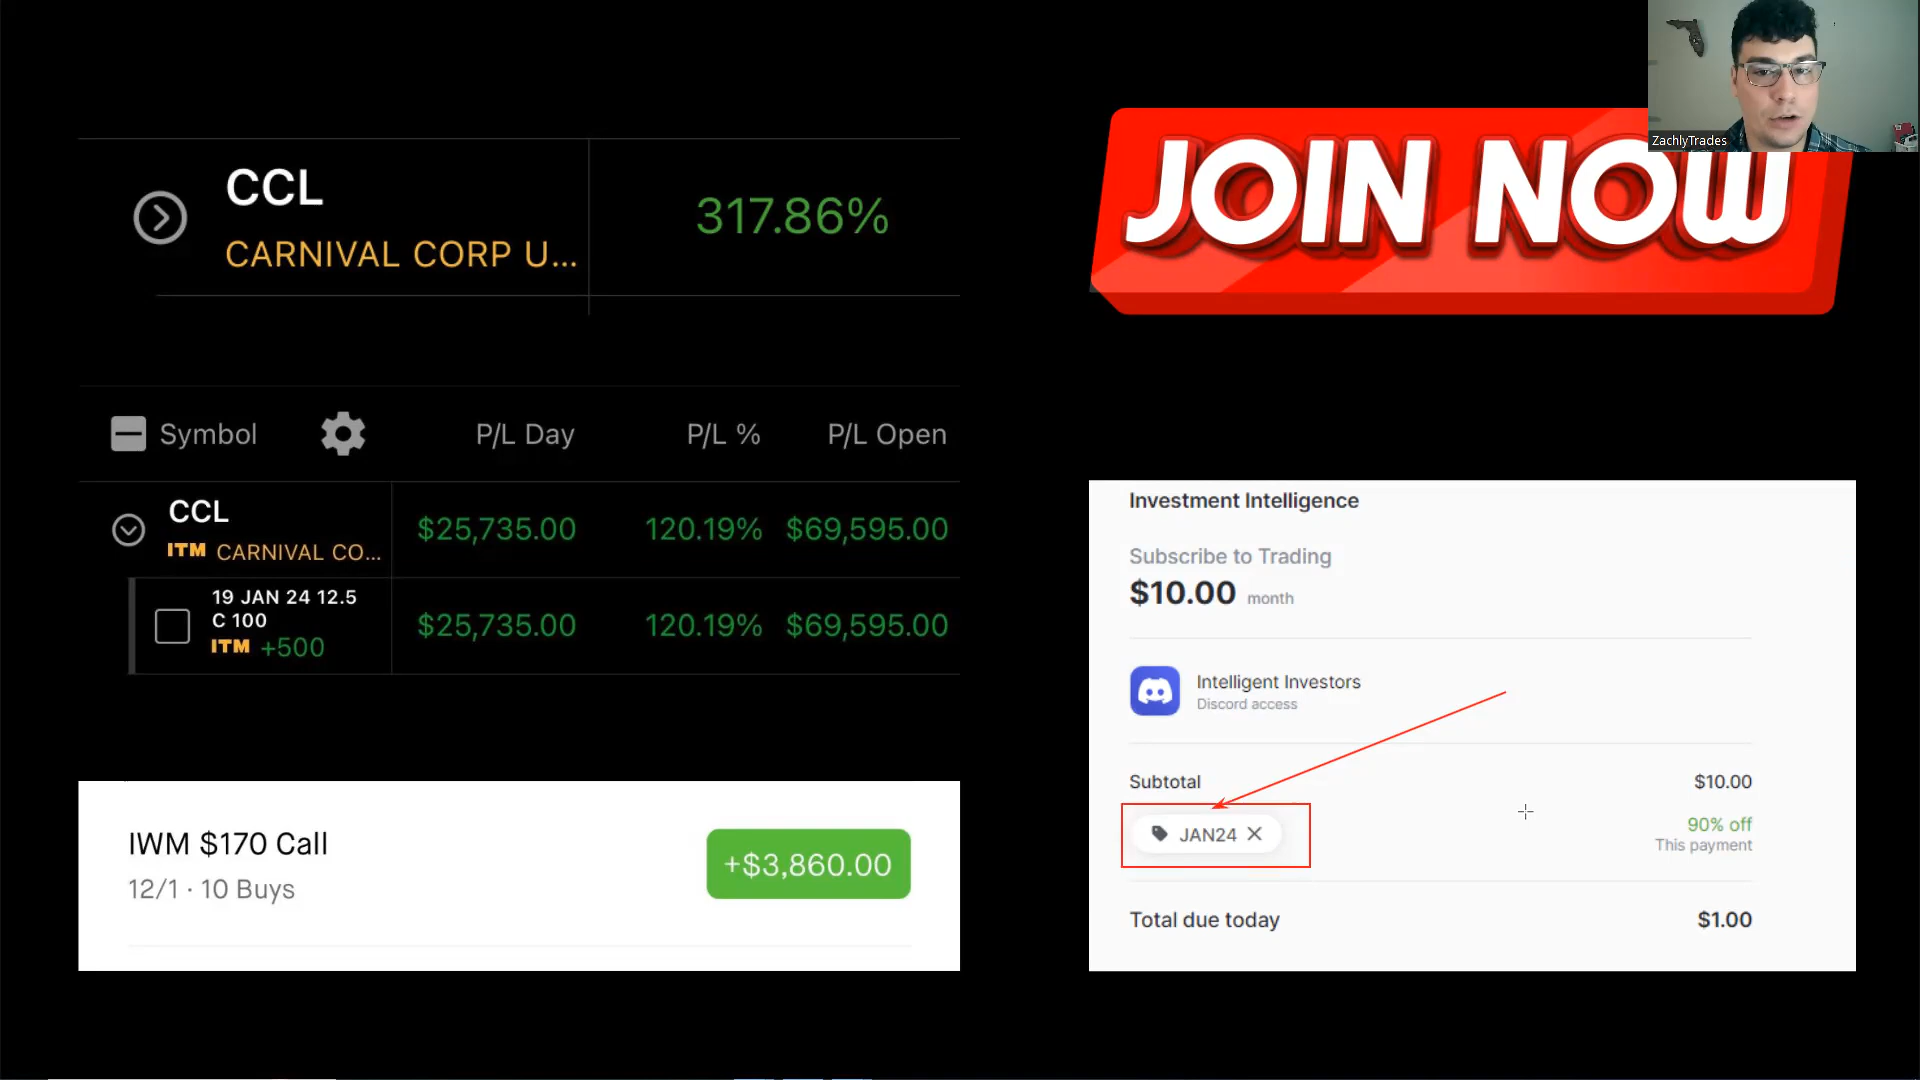 CCL
CARNIVAL CORP U...
317.86%
Symbol P/L Day P/L % P/L Open
CCL
ITM CARNIVAL CO...
$25,735.00 120.19% $69,595.00
19 JAN 24 12.5
C 100
ITM +500
$25,735.00 120.19% $69,595.00
IWM $170 Call
12/1 · 10 Buys
+$3,860.00
ZachlyTrades
JOIN NOW
Investment Intelligence
Subscribe to Trading
$10.00 month
Intelligent Investors
Discord access
Subtotal $10.00
JAN24
90% off
This payment
Total due today $1.00